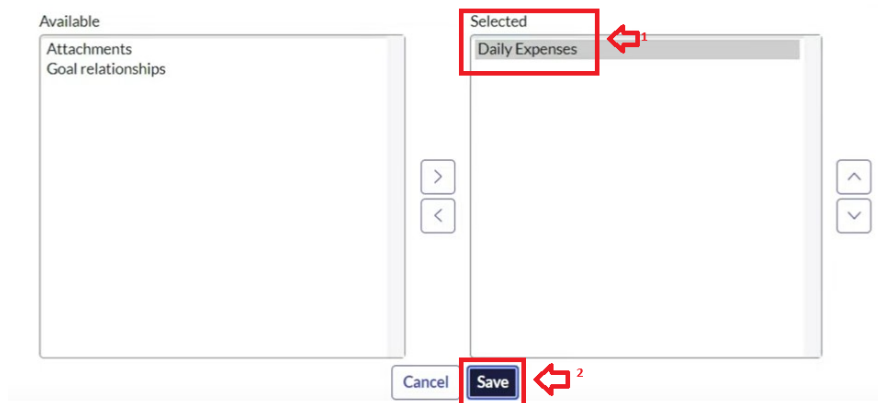 Available
Selected
Attachments
Goal relationships
Daily Expenses
1
Cancel
Save
2